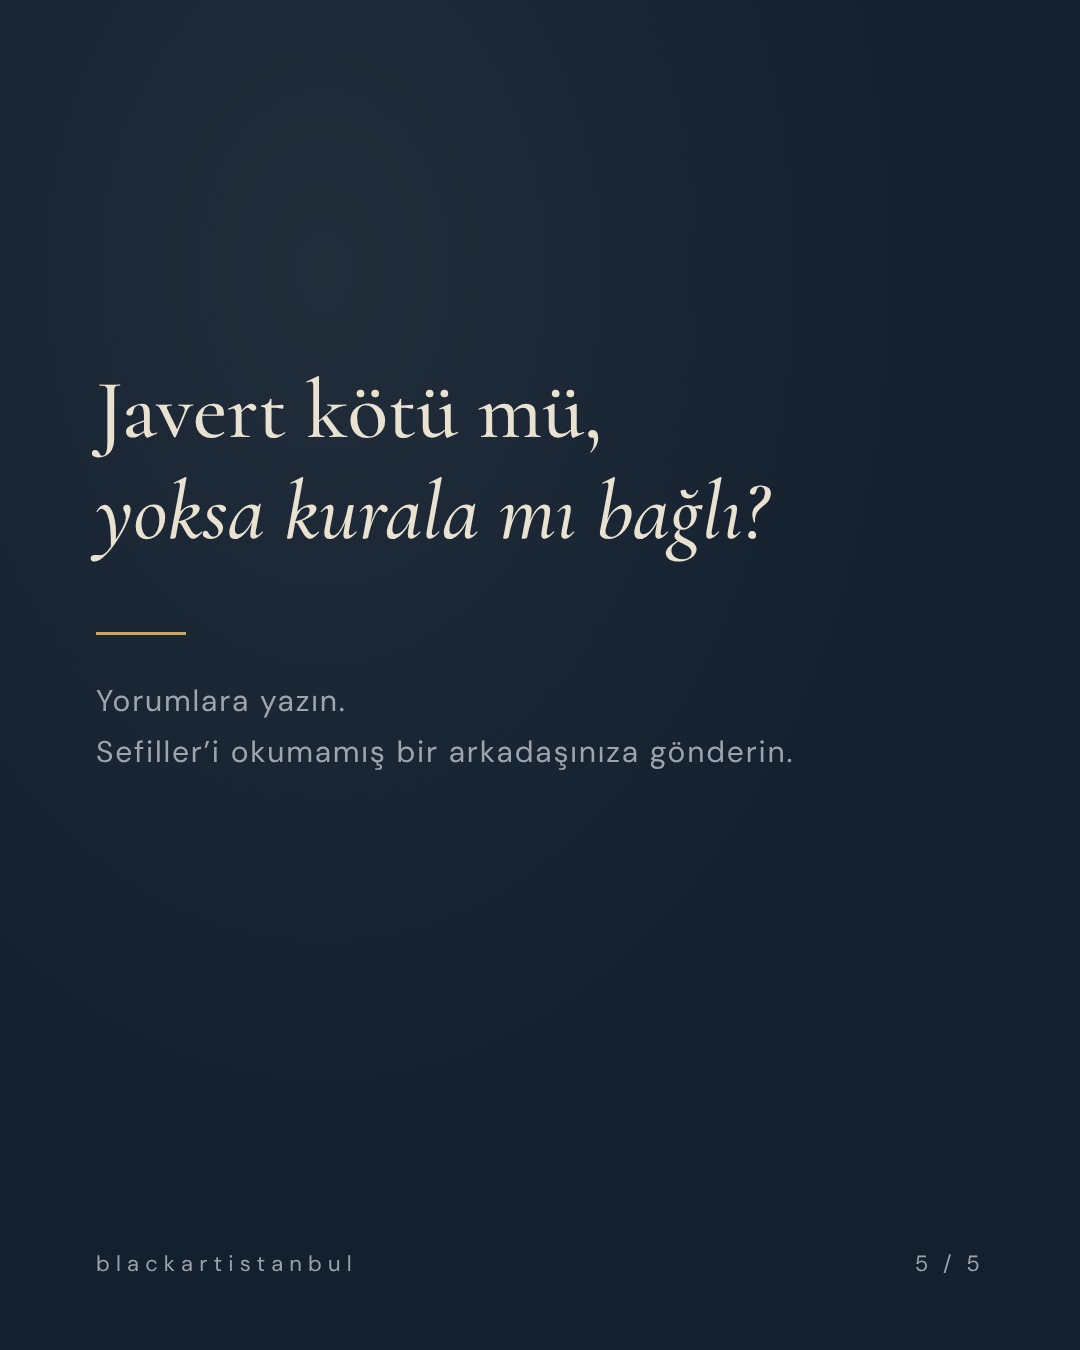 Javert kötü mü,
yoksa kurala mı bağlı?
Yorumlara yazın.
Sefiller’i okumamış bir arkadaşınıza gönderin.
blackartistanbul
5 / 5